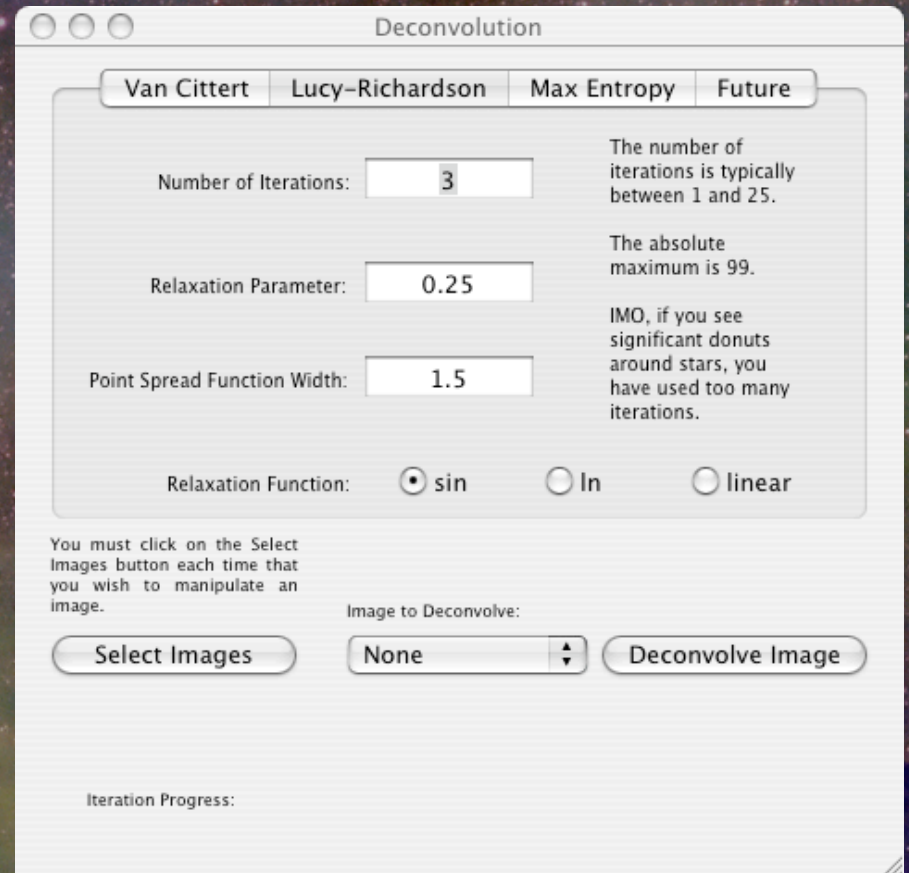 Deconvolution
Van Cittert Lucy-Richardson Max Entropy Future
Number of Iterations: 3
Relaxation Parameter: 0.25
Point Spread Function Width: 1.5
The number of
iterations is typically
between 1 and 25.
The absolute
maximum is 99.
IMO, if you see
significant donuts
around stars, you
have used too many
iterations.
Relaxation Function: sin ln linear
You must click on the Select
Images button each time that
you wish to manipulate an
image.
Image to Deconvolve:
Select Images None Deconvolve Image
Iteration Progress: